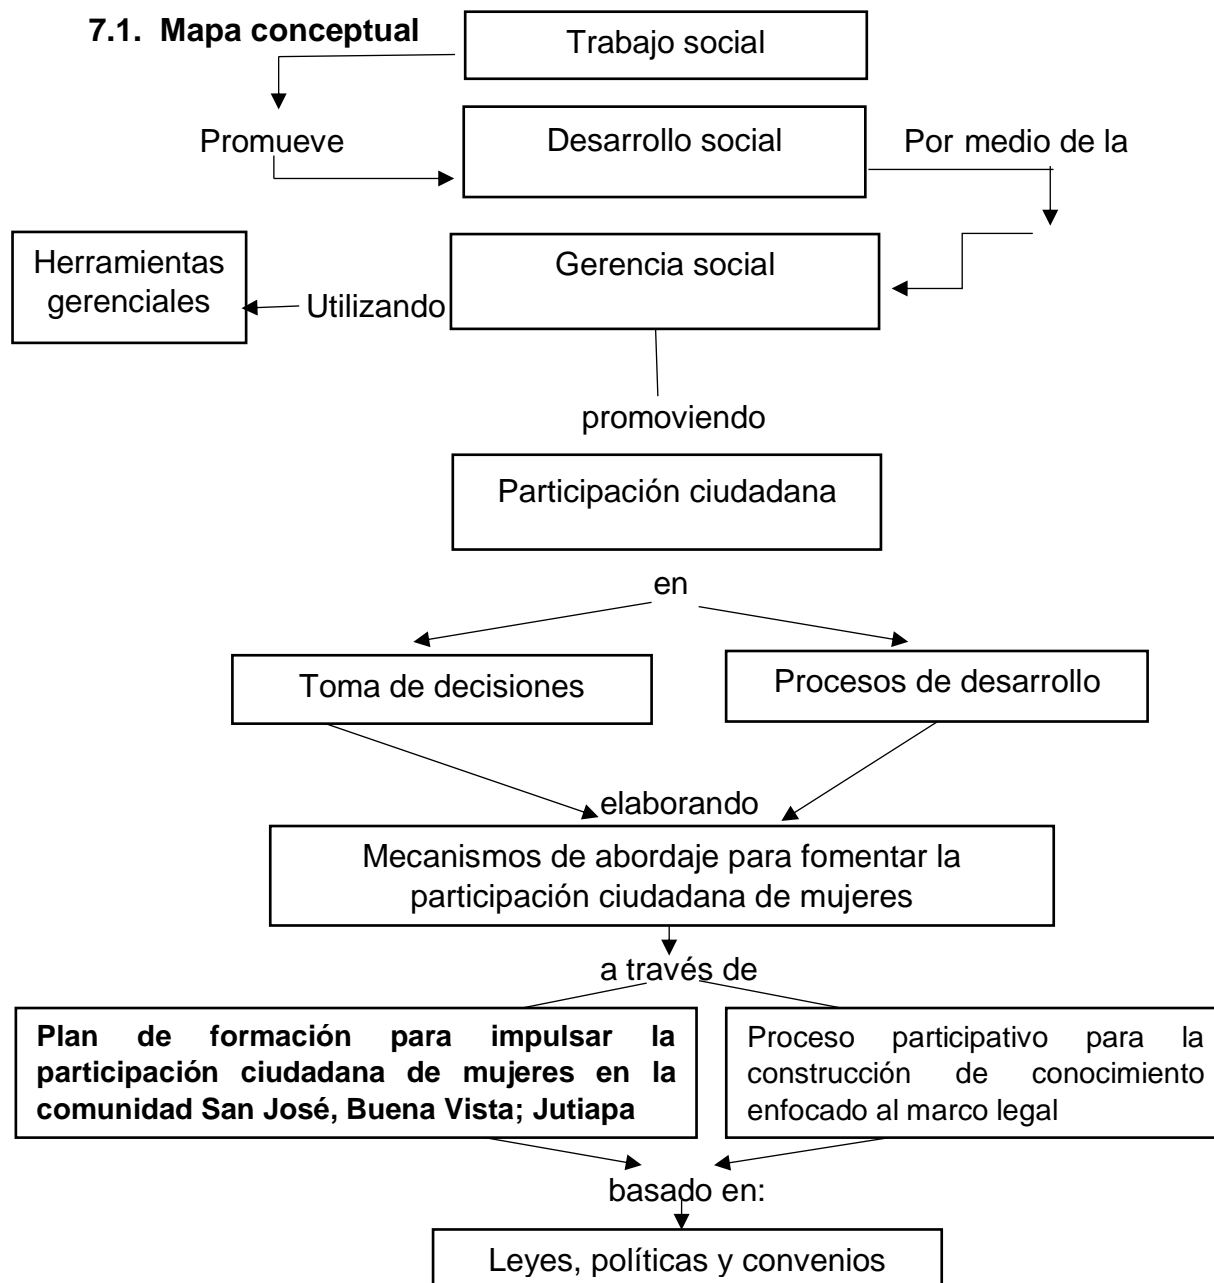 7.1. Mapa conceptual
Trabajo social
Promueve
Desarrollo social
Por medio de la
Herramientas
gerenciales
Utilizando
Gerencia social
promoviendo
Participación ciudadana
en
Toma de decisiones
Procesos de desarrollo
elaborando
Mecanismos de abordaje para fomentar la
participación ciudadana de mujeres
a través de
Plan de formación para impulsar la
participación ciudadana de mujeres en la
comunidad San José, Buena Vista; Jutiapa
Proceso participativo para la
construcción de conocimiento
enfocado al marco legal
basado en:
Leyes, políticas y convenios